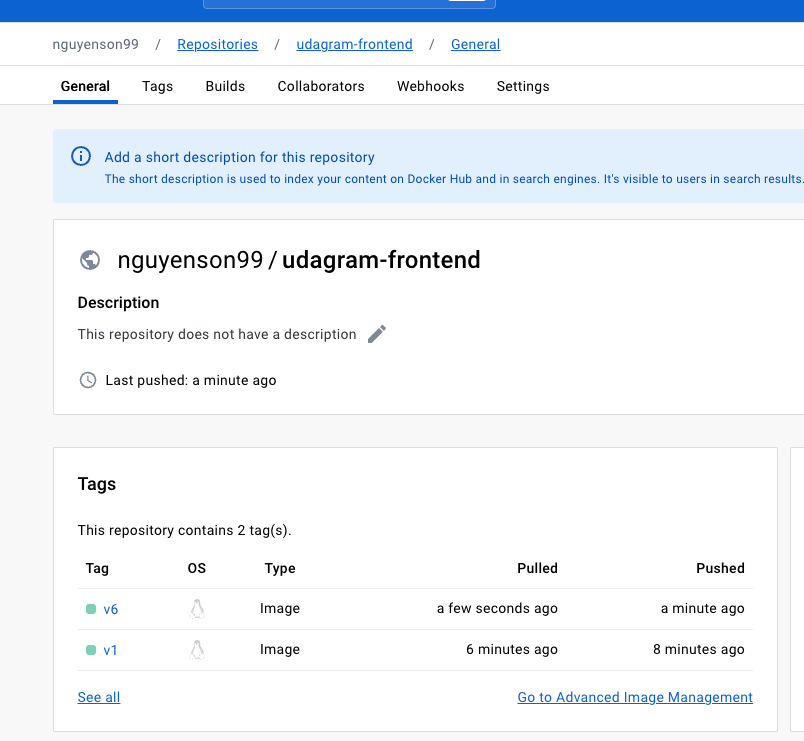 nguyenson99 / Repositories / udagram-frontend / General
General Tags Builds Collaborators Webhooks Settings
Add a short description for this repository
The short description is used to index your content on Docker Hub and in search engines. It's visible to users in search results.
nguyenson99 / udagram-frontend
Description
This repository does not have a description
Last pushed: a minute ago
Tags
This repository contains 2 tag(s).
Tag OS Type Pulled Pushed
v6 Image a few seconds ago a minute ago
v1 Image 6 minutes ago 8 minutes ago
See all Go to Advanced Image Management